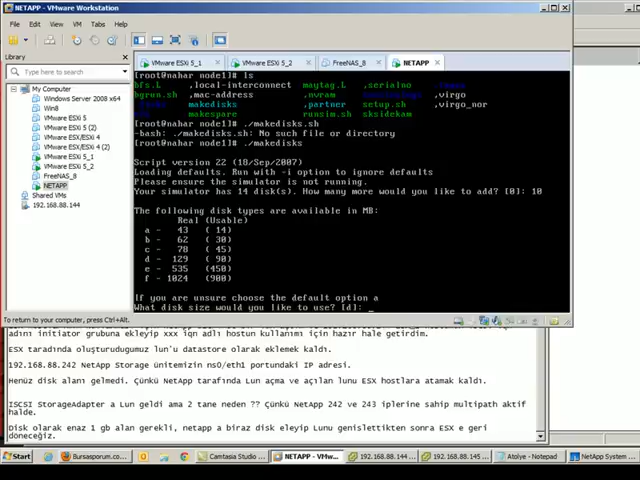 NETAPP - VMware Workstation
File Edit View VM Tabs Help
Library
Type here to search
My Computer
Windows Server 2008 x64
Win8
VMware ESXi 5
VMware ESXi 5 (2)
VMware ESX/ESXi 4
VMware ESX/ESXi 4 (2)
VMware ESXi 5_1
VMware ESXi 5_2
FreeNAS_8
NETAPP
Shared VMs
192.168.88.144
VMware ESXi 5_1 VMware ESXi 5_2 FreeNAS_8 NETAPP
[root@nahar node1]# ls
bfs.L ,local-interconnect maytag.L ,serialno
bgrun.sh ,mac-address ,nvram ,virgo
makedisks ,partner setup.sh ,virgo_nor
makespare runsim.sh sksidekam
[root@nahar node1]# ./makedisks.sh
-bash: ./makedisks.sh: No such file or directory
[root@nahar node1]# ./makedisks
Script version 22 (18/Sep/2007)
Loading defaults. Run with -i option to ignore defaults
Please ensure the simulator is not running.
Your simulator has 14 disk(s). How many more would you like to add? [0]: 10
The following disk types are available in MB:
Real (Usable)
a - 43 ( 14)
b - 62 ( 30)
c - 78 ( 45)
d - 129 ( 90)
e - 535 (450)
f - 1024 (900)
If you are unsure choose the default option a
What disk size would you like to use? [d]: _
To return to your computer, press Ctrl+Alt.
adını initiator grubuna ekleyip xxx iqn adlı hostun kullanımı için hazır hale getirdim.
ESX taradında oluşturudugumuz lun'u datastore olarak eklemek kaldı.
192.168.88.242 NetApp Storage ünitemizin ns0/eth1 portundaki IP adresi.
Henüz disk alanı gelmedi. Çünkü NetApp tarafında Lun açma ve açılan lunu ESX hostlara atamak kaldı.
ISCSI StorageAdapter a Lun geldi ama 2 tane neden ?? Çünkü NetApp 242 ve 243 iplerine sahip multipath aktif
halde.
Disk olarak enaz 1 gb alan gerekli, netapp a biraz disk eleyip Lunu genislettikten sonra ESX e geri
döneceğiz.
Start Bursasporum.co... Camtasia Studio ... NETAPP - VMw... 192.168.88.144 ... 192.168.88.145 ... Atolye - Notepad NetApp System ...